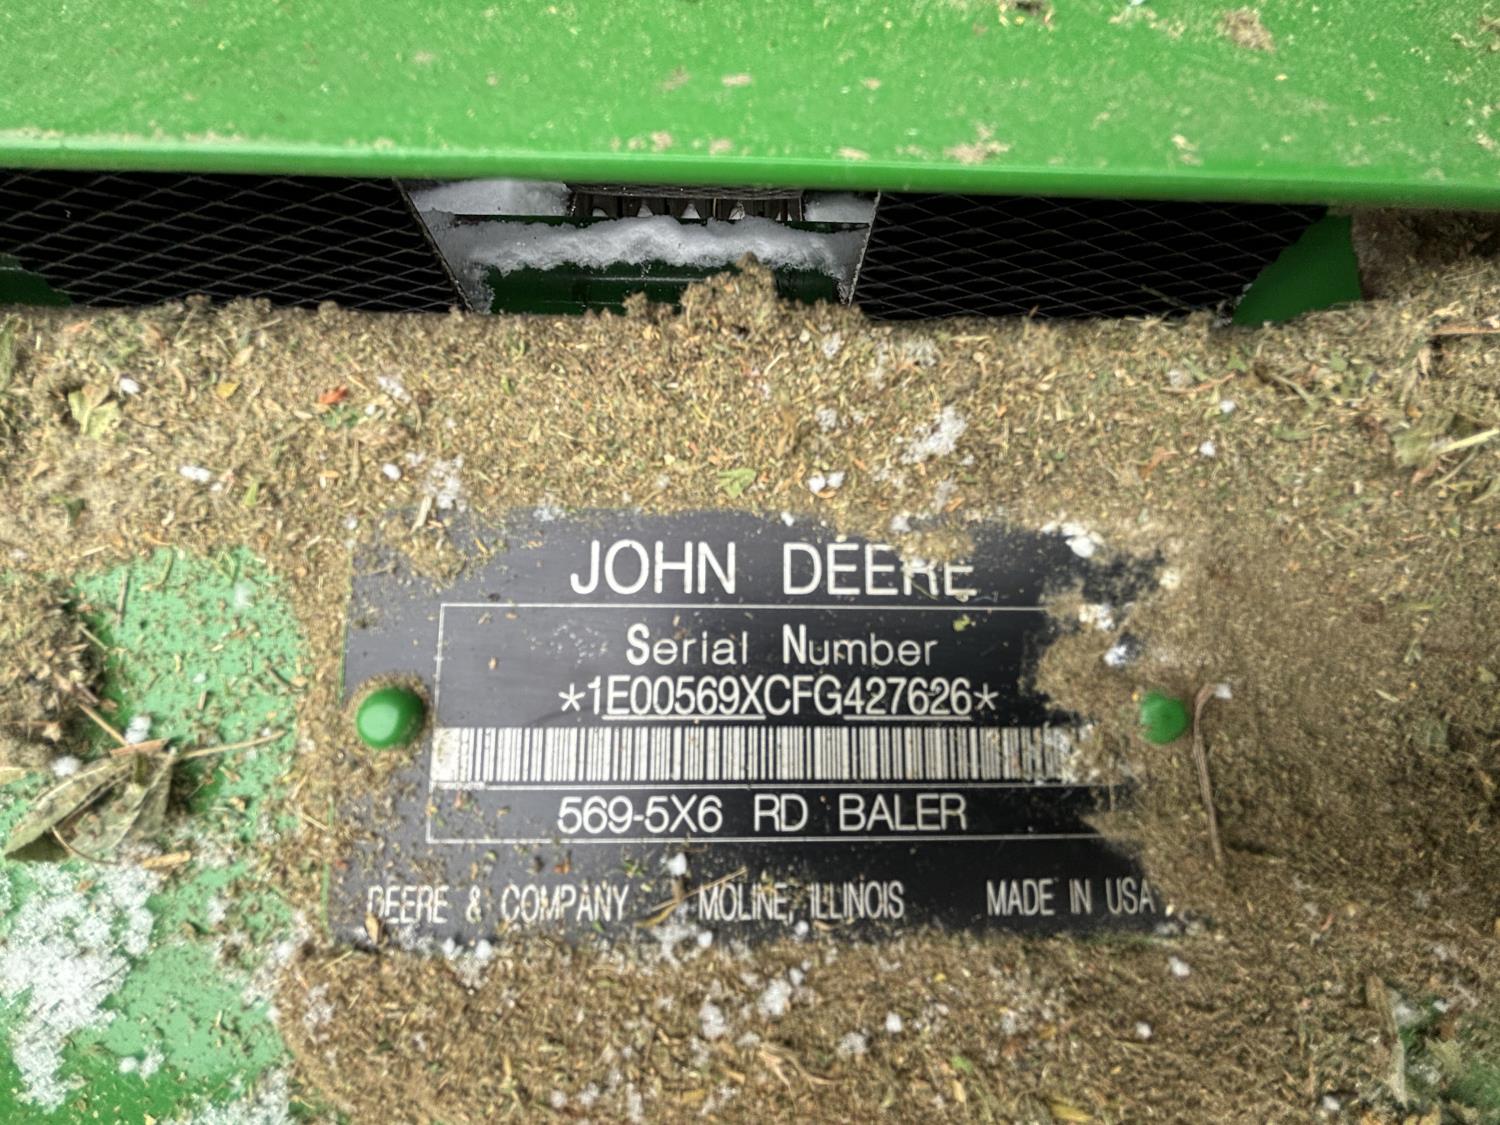 JOHN DEERE
Serial Number
*1E00569XCFG427626*
569-5X6 RD BALER
DEERE & COMPANY MOLINE, ILLINOIS MADE IN USA